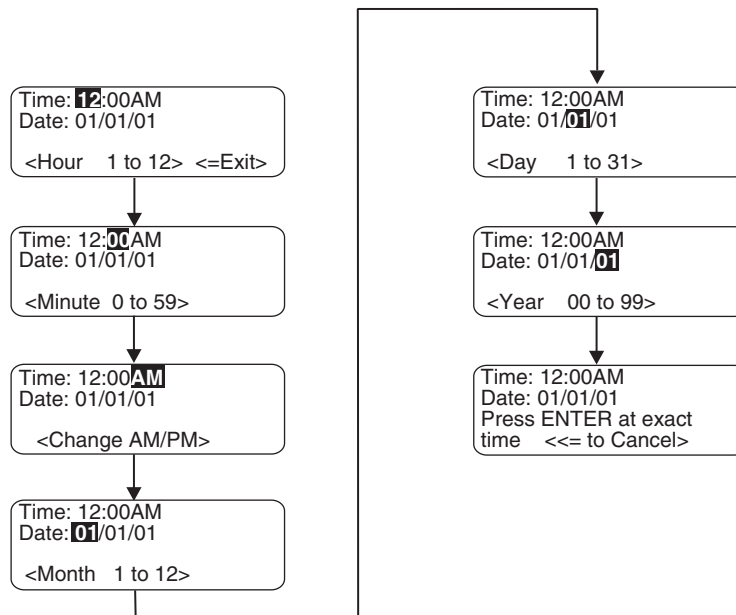 Time: 12:00AM
Date: 01/01/01
<Hour 1 to 12> <=Exit>
Time: 12:00AM
Date: 01/01/01
<Minute 0 to 59>
Time: 12:00AM
Date: 01/01/01
<Change AM/PM>
Time: 12:00AM
Date: 01/01/01
<Month 1 to 12>
Time: 12:00AM
Date: 01/01/01
<Day 1 to 31>
Time: 12:00AM
Date: 01/01/01
<Year 00 to 99>
Time: 12:00AM
Date: 01/01/01
Press ENTER at exact
time <<= to Cancel>